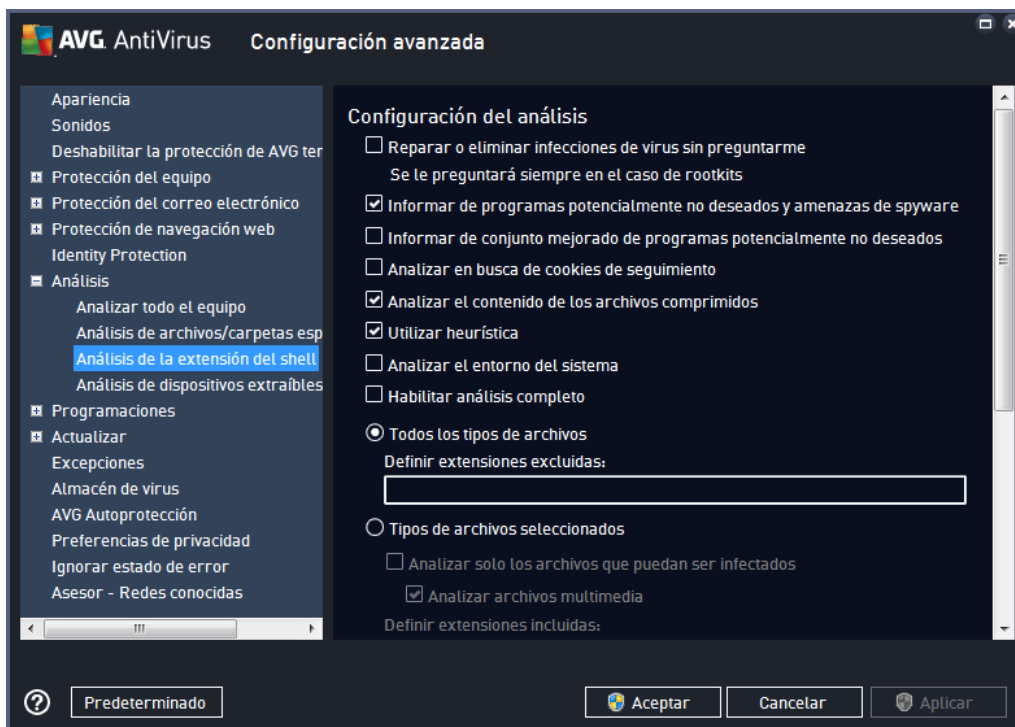 AVG. AntiVirus Configuración avanzada
Apariencia
Sonidos
Deshabilitar la protección de AVG ter
Protección del equipo
Protección del correo electrónico
Protección de navegación web
Identity Protection
Análisis
Analizar todo el equipo
Análisis de archivos/carpetas esp
Análisis de la extensión del shell
Análisis de dispositivos extraíbles
Programaciones
Actualizar
Excepciones
Almacén de virus
AVG Autoprotección
Preferencias de privacidad
Ignorar estado de error
Asesor - Redes conocidas
Configuración del análisis
Reparar o eliminar infecciones de virus sin preguntarme
Se le preguntará siempre en el caso de rootkits
Informar de programas potencialmente no deseados y amenazas de spyware
Informar de conjunto mejorado de programas potencialmente no deseados
Analizar en busca de cookies de seguimiento
Analizar el contenido de los archivos comprimidos
Utilizar heurística
Analizar el entorno del sistema
Habilitar análisis completo
Todos los tipos de archivos
Definir extensiones excluidas:
Tipos de archivos seleccionados
Analizar solo los archivos que puedan ser infectados
Analizar archivos multimedia
Definir extensiones incluidas:
? Predeterminado Aceptar Cancelar Aplicar